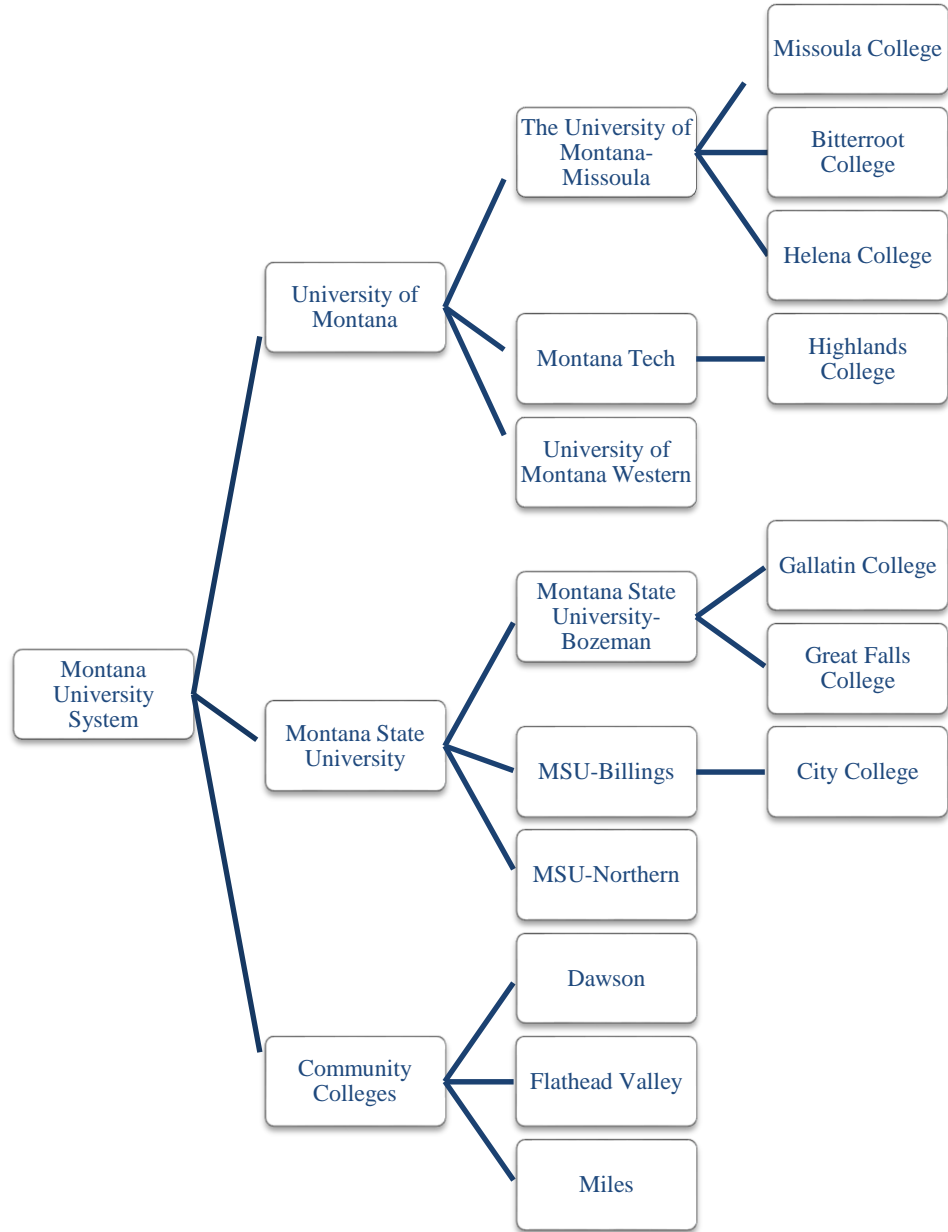 Missoula College
The University of
Montana-
Missoula
Bitterroot
College
Helena College
University of
Montana
Montana Tech
Highlands
College
University of
Montana Western
Gallatin College
Montana State
University-
Bozeman
Great Falls
College
Montana
University
System
Montana State
University
MSU-Billings
City College
MSU-Northern
Dawson
Community
Colleges
Flathead Valley
Miles